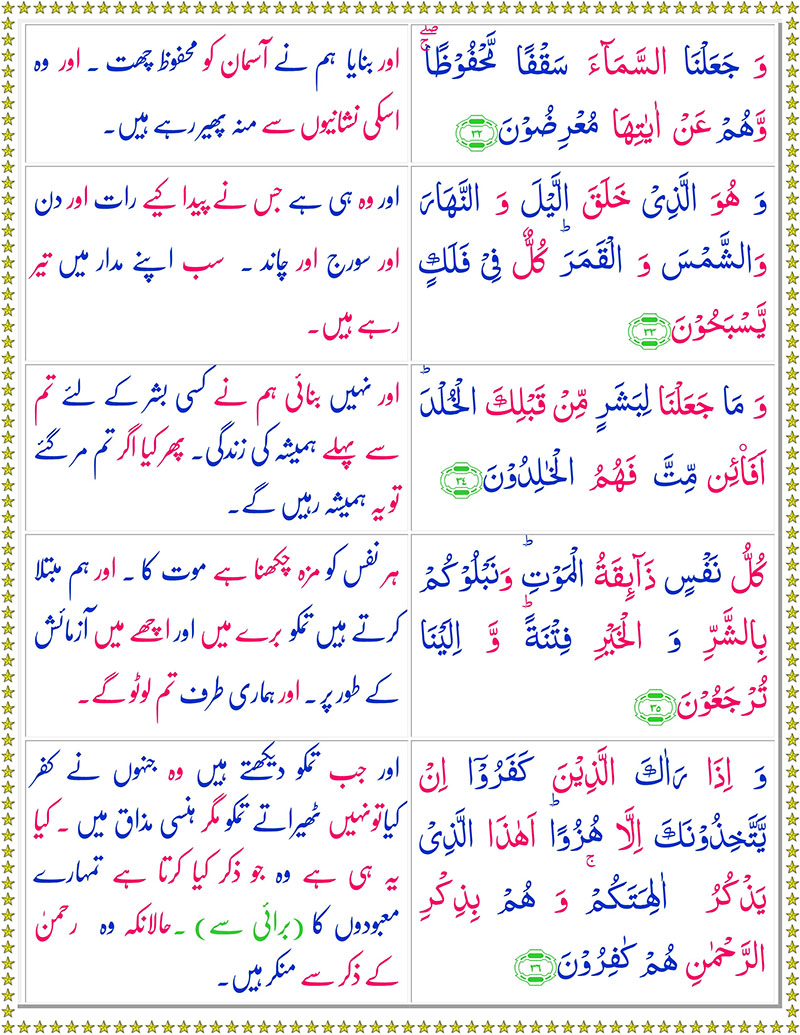 وَ جَعَلۡنَا السَّمَآءَ سَقۡفًا مَّحۡفُوۡظًا ۚۖ
وَّهُمۡ عَنۡ اٰيٰتِهَا مُعۡرِضُوۡنَ ٣٢
اور بنایا ہم نے آسمان کو محفوظ چھت ۔ اور وہ
اسکی نشانیوں سے منہ پھیر رہے ہیں۔
وَ هُوَ الَّذِىۡ خَلَقَ الَّيۡلَ وَ النَّهَارَ
وَالشَّمۡسَ وَ الۡقَمَرَؕ كُلٌّ فِىۡ فَلَكٍ
يَّسۡبَحُوۡنَ ٣٣
اور وہ ہی ہے جس نے پیدا کیے رات اور دن
اور سورج اور چاند ۔ سب اپنے مدار میں تیر
رہے ہیں۔
وَ مَا جَعَلۡنَا لِبَشَرٍ مِّنۡ قَبۡلِكَ الۡخُـلۡدَؕ
اَفَا۟ٮِٕن مِّتَّ فَهُمُ الۡخٰـلِدُوۡنَ ٣٤
اور نہیں بنائی ہم نے کسی بشر کے لئے تم
سے پہلے ہمیشہ کی زندگی۔ پھر کیا اگر تم مر گئے
تو یہ ہمیشہ رہیں گے۔
كُلُّ نَفۡسٍ ذَآٮِٕقَةُ الۡمَوۡتِؕ وَنَبۡلُوۡكُمۡ
بِالشَّرِّ وَ الۡخَيۡرِ فِتۡنَةً ؕ وَّ اِلَيۡنَا
تُرۡجَعُوۡنَ ٣٥
ہر نفس کو مزہ چکھنا ہے موت کا ۔ اور ہم مبتلا
کرتے ہیں تمکو برے میں اور اچھے میں آزمائش
کے طور پر ۔ اور ہماری طرف تم لوٹو گے۔
وَ اِذَا رَاٰكَ الَّذِيۡنَ كَفَرُوۡۤا اِنۡ
يَّتَّخِذُوۡنَكَ اِلَّا هُزُوًا ؕ اَهٰذَا الَّذِىۡ
يَذۡكُرُ اٰلِهَـتَكُمۡ ۚ وَ هُمۡ بِذِكۡرِ
الرَّحۡمٰنِ هُمۡ كٰفِرُوۡنَ ٣٦
اور جب تمکو دیکھتے ہیں وہ جنہوں نے کفر
کیا تو نہیں ٹھیراتے تمکو مگر ہنسی مذاق میں ۔ کیا
یہ ہی ہے وہ جو ذکر کیا کرتا ہے تمہارے
معبودوں کا (برائی سے) ۔ حالانکہ وہ رحمٰن
کے ذکر سے منکر ہیں۔